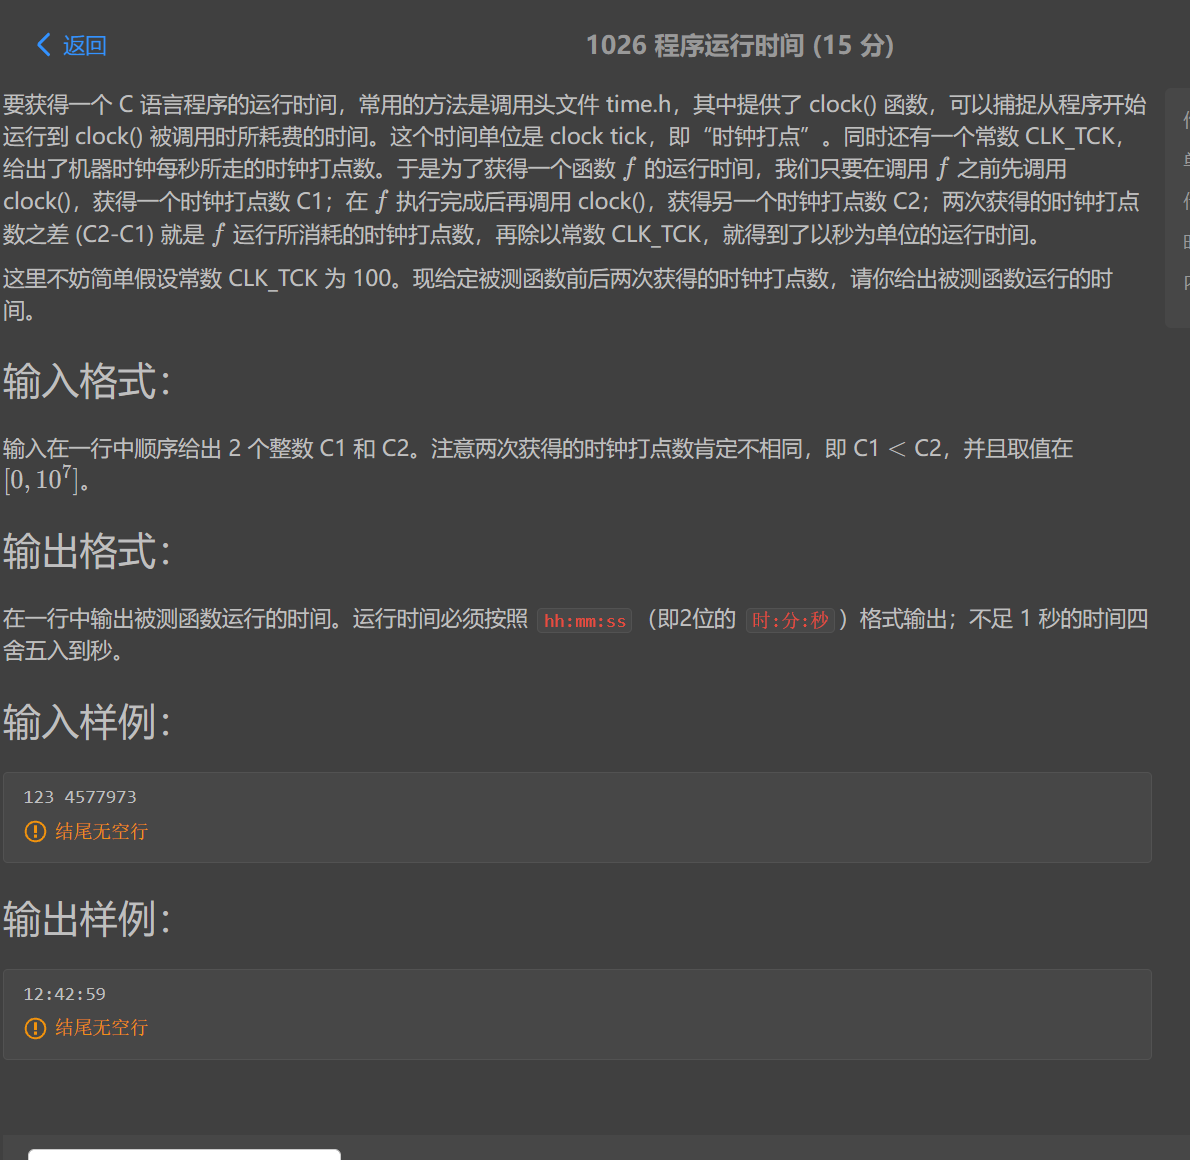 返回
1026 程序运行时间 (15 分)
要获得一个 C 语言程序的运行时间，常用的方法是调用头文件 time.h，其中提供了 clock() 函数，可以捕捉从程序开始
运行到 clock() 被调用时所耗费的时间。这个时间单位是 clock tick，即“时钟打点”。同时还有一个常数 CLK_TCK，
给出了机器时钟每秒所走的时钟打点数。于是为了获得一个函数 f 的运行时间，我们只要在调用 f 之前先调用
clock()，获得一个时钟打点数 C1；在 f 执行完成后再调用 clock()，获得另一个时钟打点数 C2；两次获得的时钟打点
数之差 (C2-C1) 就是 f 运行所消耗的时钟打点数，再除以常数 CLK_TCK，就得到了以秒为单位的运行时间。
这里不妨简单假设常数 CLK_TCK 为 100。现给定被测函数前后两次获得的时钟打点数，请你给出被测函数运行的时
间。
输入格式：
输入在一行中顺序给出 2 个整数 C1 和 C2。注意两次获得的时钟打点数肯定不相同，即 C1 < C2，并且取值在
[0, 10⁷]。
输出格式：
在一行中输出被测函数运行的时间。运行时间必须按照 hh:mm:ss （即2位的 时:分:秒 ）格式输出；不足 1 秒的时间四
舍五入到秒。
输入样例：
123 4577973
结尾无空行
输出样例：
12:42:59
结尾无空行